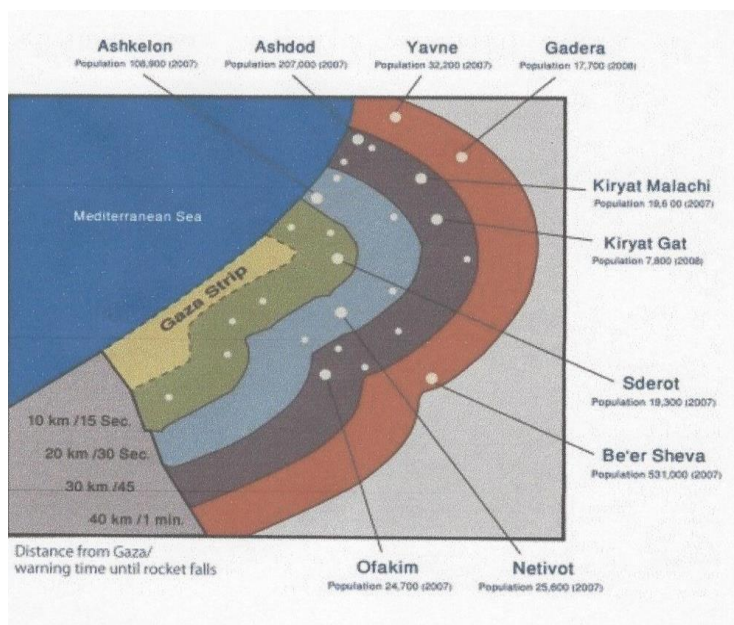 Ashkelon
Population 108,900 (2007)
Ashdod
Population 207,000 (2007)
Yavne
Population 32,200 (2007)
Gadera
Population 17,700 (2008)
Kiryat Malachi
Population 19,6 00 (2007)
Mediterranean Sea
Kiryat Gat
Population 7,800 (2008)
Gaza Strip
Sderot
Population 19,300 (2007)
10 km /15 Sec.
20 km /30 Sec.
30 km /45
40 km /1 min.
Be'er Sheva
Population 531,000 (2007)
Distance from Gaza/
warning time until rocket falls
Ofakim
Population 24,700 (2007)
Netivot
Population 25,600 (2007)